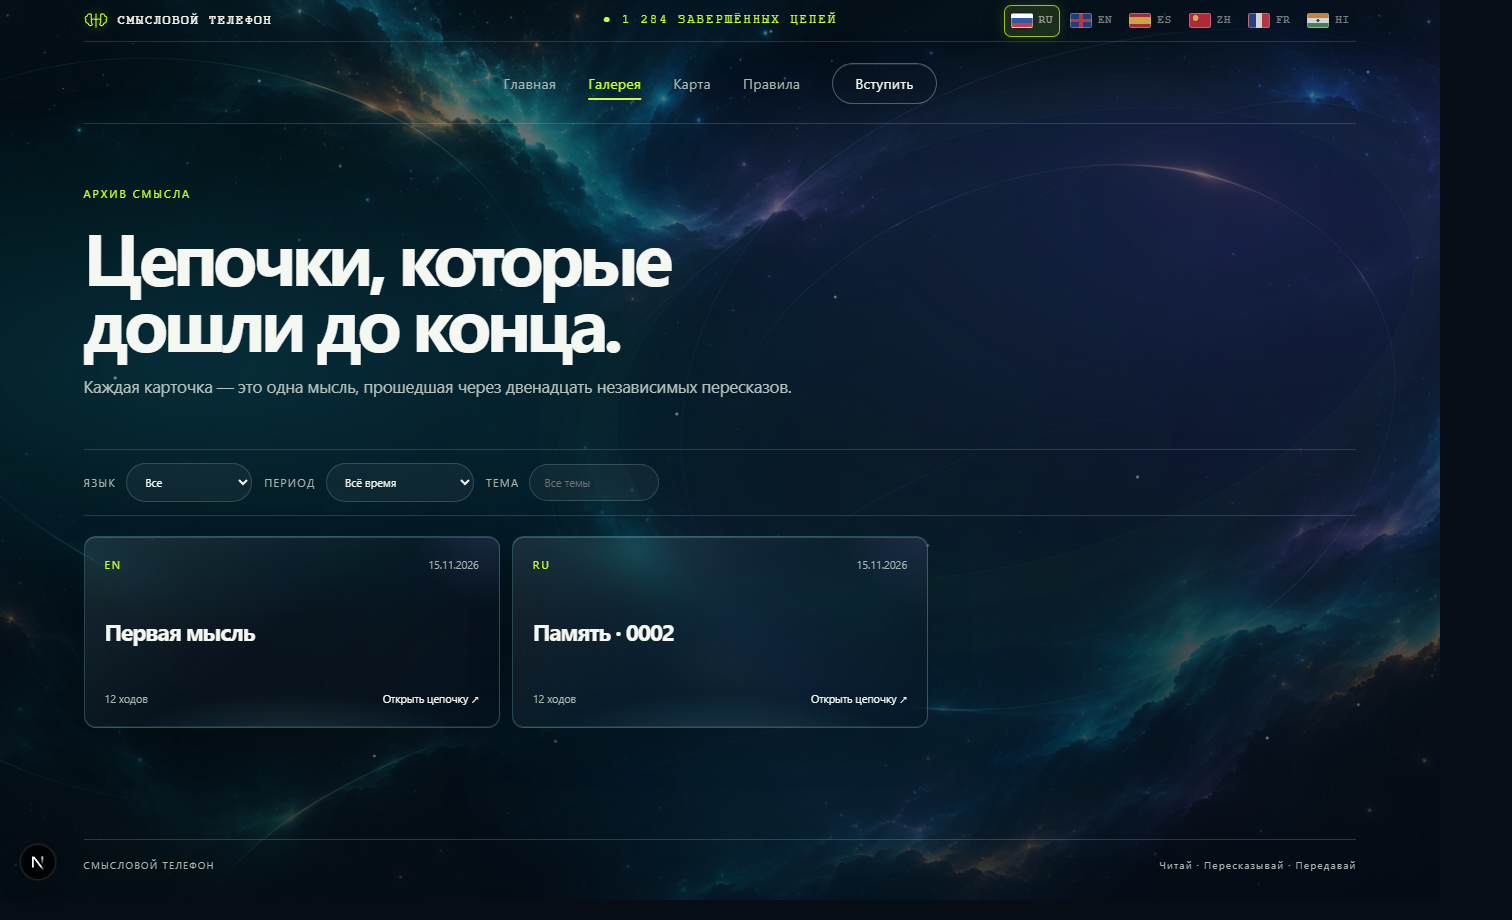 СМЫСЛОВОЙ ТЕЛЕФОН
● 1 284 ЗАВЕРШЁННЫХ ЦЕПЕЙ
RU EN ES ZH FR HI
Главная Галерея Карта Правила Вступить
АРХИВ СМЫСЛА
Цепочки, которые
дошли до конца.
Каждая карточка — это одна мысль, прошедшая через двенадцать независимых пересказов.
ЯЗЫК Все ПЕРИОД Всё время ТЕМА Все темы
EN 15.11.2026
Первая мысль
12 ходов Открыть цепочку ↗
RU 15.11.2026
Память · 0002
12 ходов Открыть цепочку ↗
N
СМЫСЛОВОЙ ТЕЛЕФОН
Читай · Пересказывай · Передавай